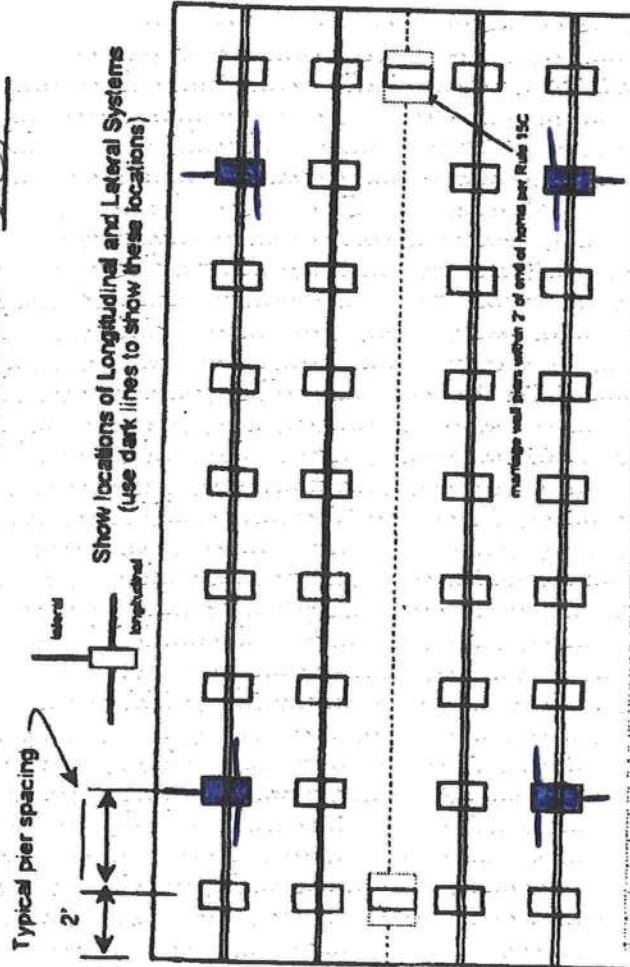 Typical pier spacing
2'
lateral
longitudinal
Show locations of Longitudinal and Lateral Systems
(use dark lines to show these locations)
marriage wall piers within 2' of end of home per Rule 15C